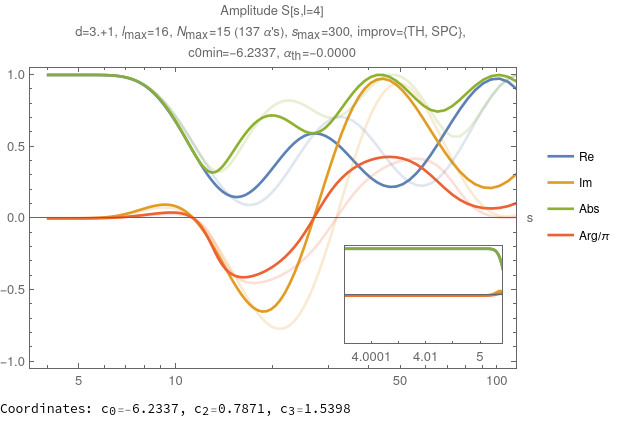 Amplitude S[s,l=4]
d=3.+1, lmax=16, Nmax=15 (137 α's), smax=300, improv={TH, SPC},
c0min=−6.2337, αth=−0.0000
1.0
0.5
0.0
−0.5
−1.0
s
5
10
50
100
4.0001
4.01
5
Re
Im
Abs
Arg/π
Coordinates: c0=−6.2337, c2=0.7871, c3=1.5398